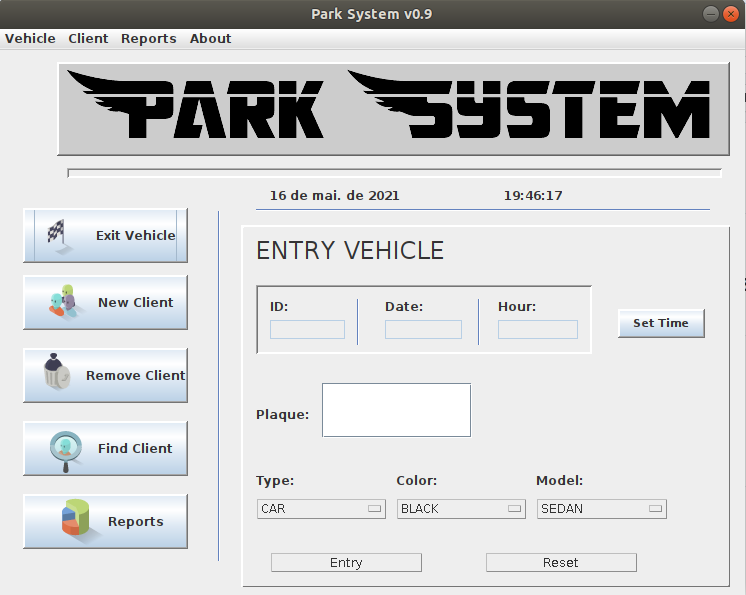 Park System v0.9
Vehicle Client Reports About
PARK SYSTEM
16 de mai. de 2021 19:46:17
Exit Vehicle
New Client
Remove Client
Find Client
Reports
ENTRY VEHICLE
ID: Date: Hour:
Set Time
Plaque:
Type: Color: Model:
CAR BLACK SEDAN
Entry Reset